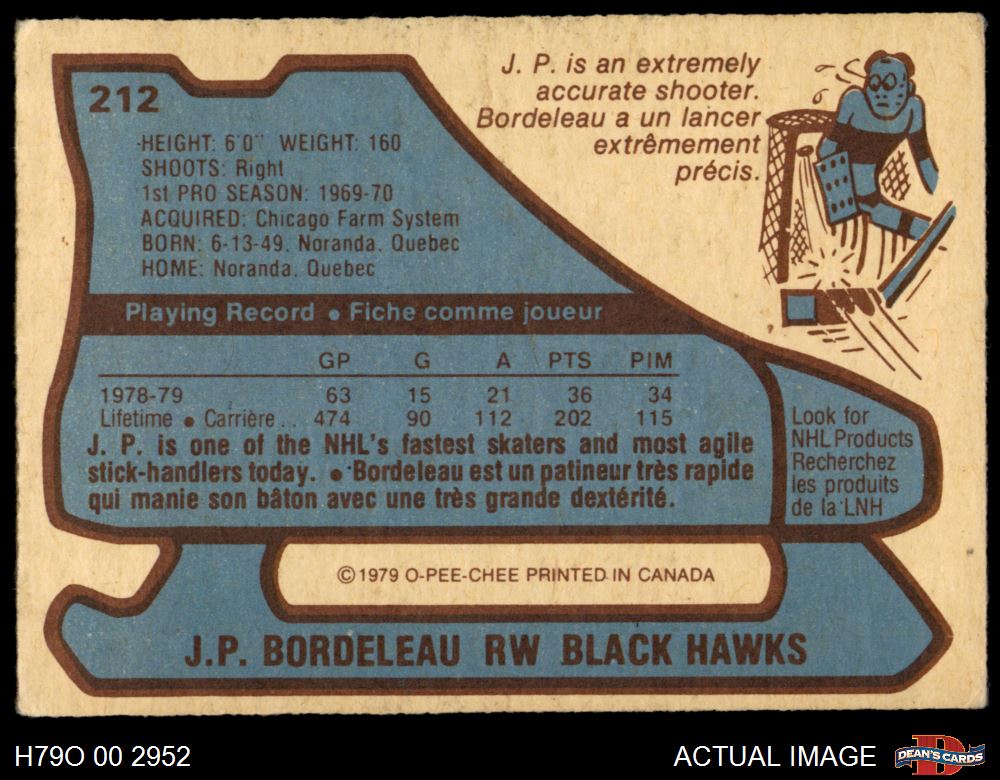 212
HEIGHT: 6'0" WEIGHT: 160
SHOOTS: Right
1st PRO SEASON: 1969-70
ACQUIRED: Chicago Farm System
BORN: 6-13-49. Noranda. Quebec
HOME: Noranda. Quebec
J. P. is an extremely
accurate shooter.
Bordeleau a un lancer
extrêmement
précis.
Playing Record • Fiche comme joueur
GP G A PTS PIM
1978-79 63 15 21 36 34
Lifetime • Carrière . . 474 90 112 202 115
J. P. is one of the NHL's fastest skaters and most agile
stick-handlers today. • Bordeleau est un patineur très rapide
qui manie son bâton avec une très grande dextérité.
Look for
NHL Products
Recherchez
les produits
de la LNH
© 1979 O-PEE-CHEE PRINTED IN CANADA
J.P. BORDELEAU RW BLACK HAWKS
H79O 00 2952
ACTUAL IMAGE
D
DEAN'S CARDS